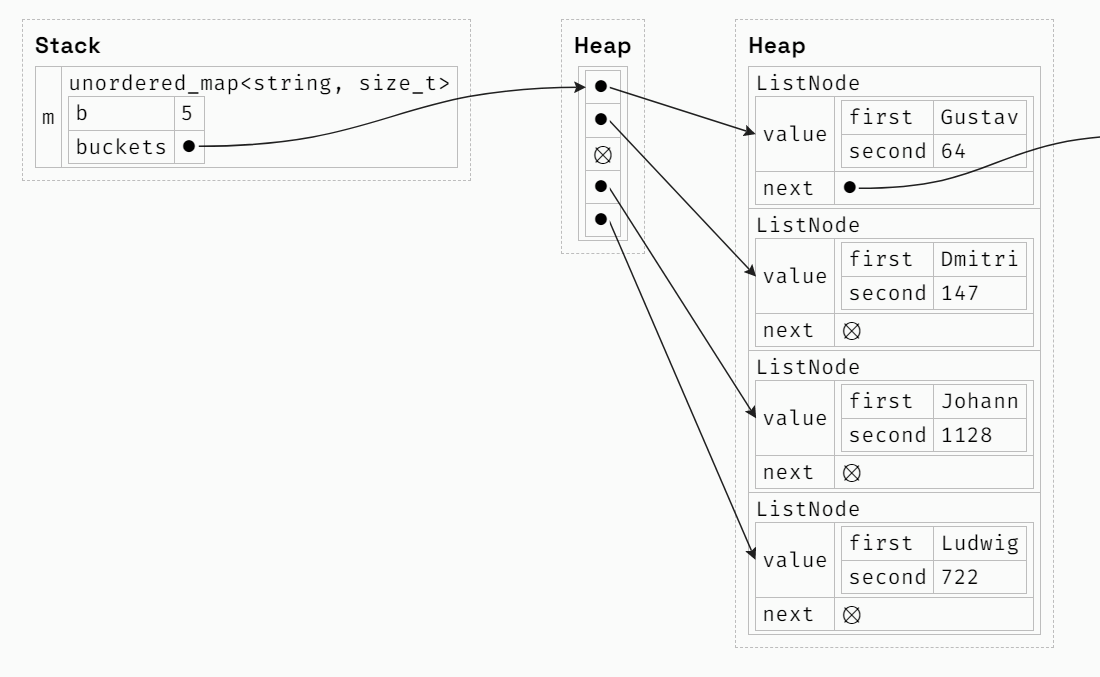 Stack
m
unordered_map<string, size_t>
b 5
buckets
Heap
Heap
ListNode
value
first Gustav
second 64
next
ListNode
value
first Dmitri
second 147
next
ListNode
value
first Johann
second 1128
next
ListNode
value
first Ludwig
second 722
next